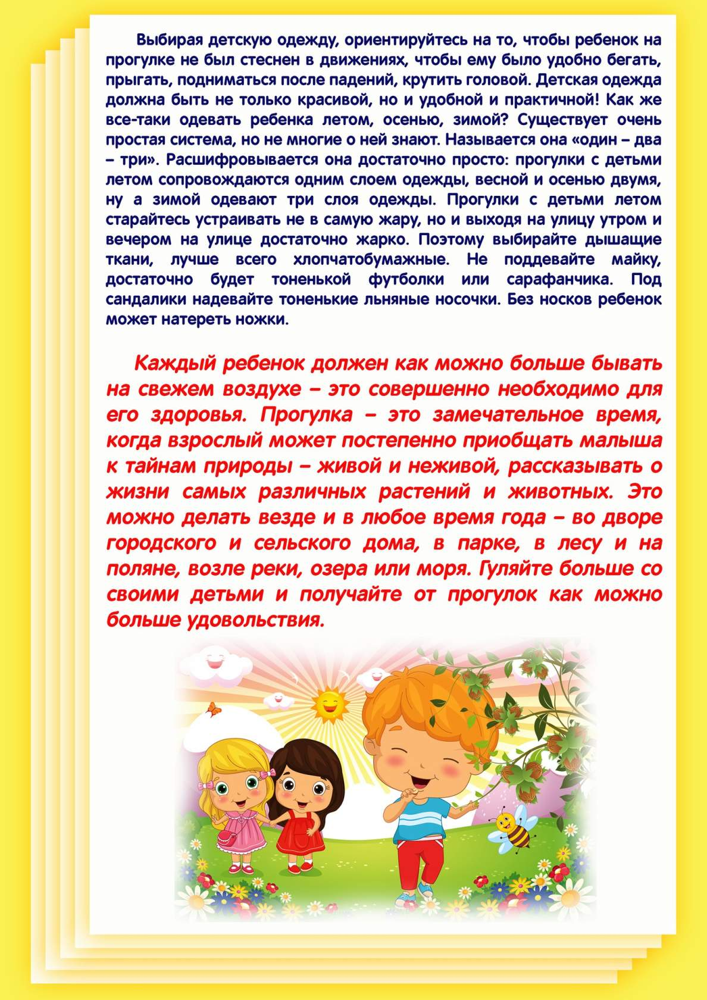 Выбирая детскую одежду, ориентируйтесь на то, чтобы ребенок на
прогулке не был стеснен в движениях, чтобы ему было удобно бегать,
прыгать, подниматься после падений, крутить головой. Детская одежда
должна быть не только красивой, но и удобной и практичной! Как же
все-таки одевать ребенка летом, осенью, зимой? Существует очень
простая система, но не многие о ней знают. Называется она «один – два
– три». Расшифровывается она достаточно просто: прогулки с детьми
летом сопровождаются одним слоем одежды, весной и осенью двумя,
ну а зимой одевают три слоя одежды. Прогулки с детьми летом
старайтесь устраивать не в самую жару, но и выходя на улицу утром и
вечером на улице достаточно жарко. Поэтому выбирайте дышащие
ткани, лучше всего хлопчатобумажные. Не поддевайте майку,
достаточно будет тоненькой футболки или сарафанчика. Под
сандалики надевайте тоненькие льняные носочки. Без носков ребенок
может натереть ножки.
Каждый ребенок должен как можно больше бывать
на свежем воздухе – это совершенно необходимо для
его здоровья. Прогулка – это замечательное время,
когда взрослый может постепенно приобщать малыша
к тайнам природы – живой и неживой, рассказывать о
жизни самых различных растений и животных. Это
можно делать везде и в любое время года – во дворе
городского и сельского дома, в парке, в лесу и на
поляне, возле реки, озера или моря. Гуляйте больше со
своими детьми и получайте от прогулок как можно
больше удовольствия.